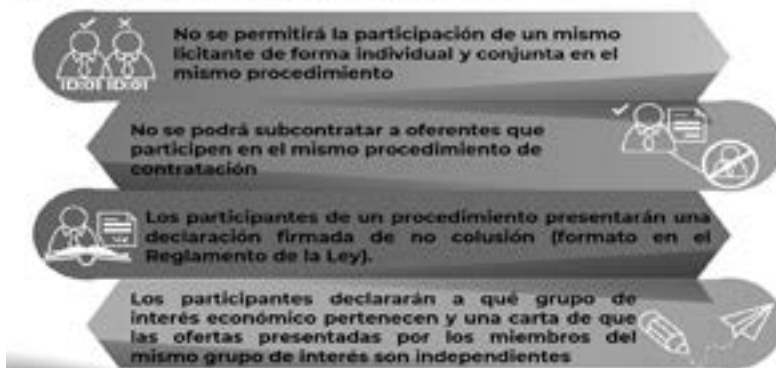 No se permitirá la participación de un mismo
licitante de forma individual y conjunta en el
mismo procedimiento
No se podrá subcontratar a oferentes que
participen en el mismo procedimiento de
contratación
Los participantes de un procedimiento presentarán una
declaración firmada de no colusión (formato en el
Reglamento de la Ley).
Los participantes declararán a qué grupo de
interés económico pertenecen y una carta de que
las ofertas presentadas por los miembros del
mismo grupo de interés son independientes